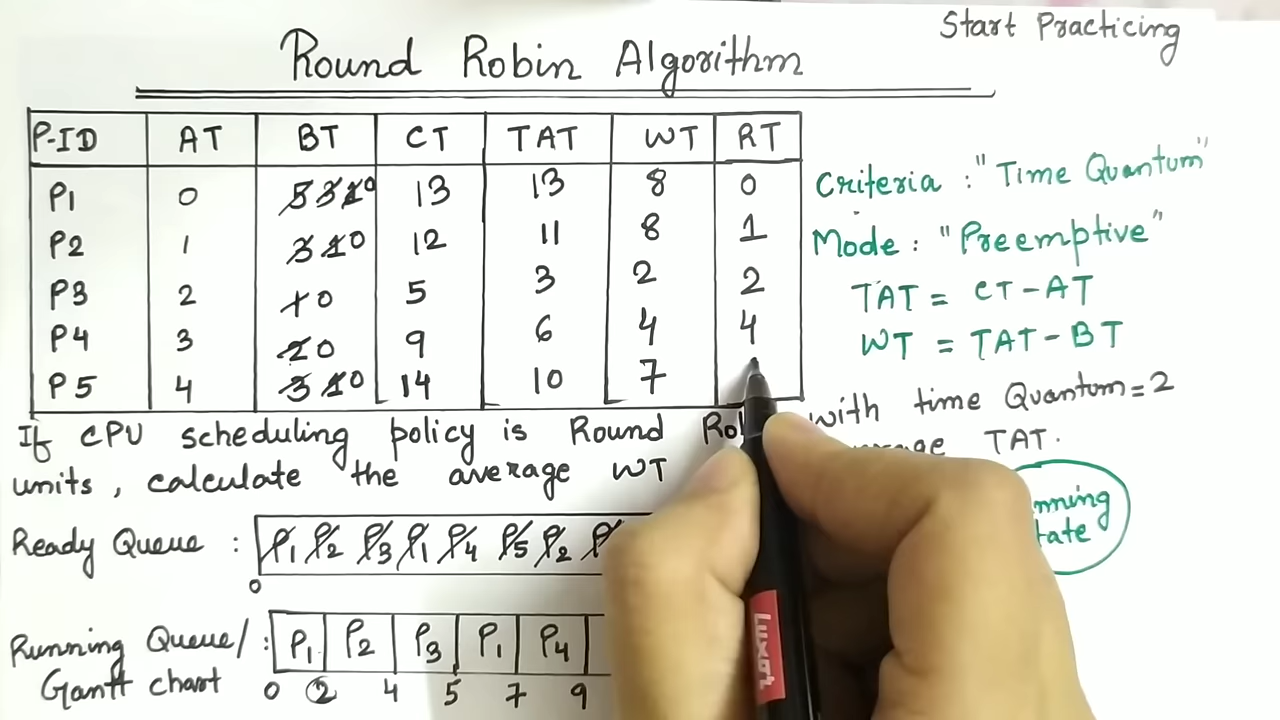 Start Practicing
Round Robin Algorithm
P-ID AT BT CT TAT WT RT
P1 0 5 3 1 0 13 13 8 0
P2 1 3 1 0 12 11 8 1
P3 2 1 0 5 3 2 2
P4 3 2 0 9 6 4 4
P5 4 3 1 0 14 10 7
Criteria : "Time Quantum"
Mode : "Preemptive"
TAT = CT - AT
WT = TAT - BT
If CPU scheduling policy is Round with time Quantum = 2
units, calculate the average WT TAT.
Ready Queue : P1 P2 P3 P1 P4 P5 P2
0
Running Queue/ : P1 P2 P3 P1 P4
Gantt chart 0 2 4 5 7 9
Luxor